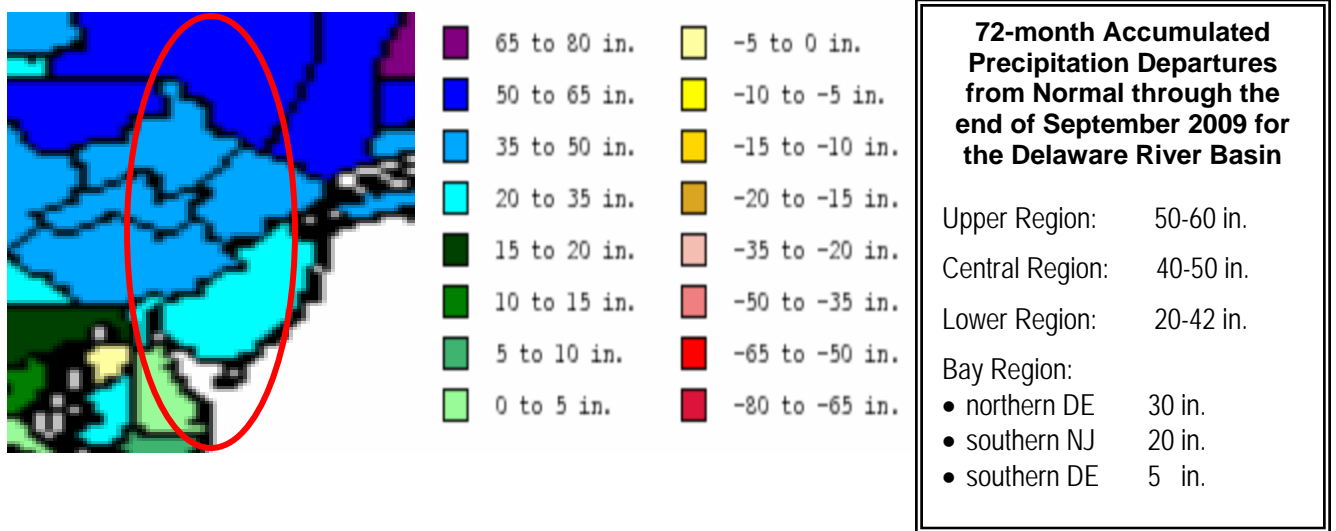 65 to 80 in.
50 to 65 in.
35 to 50 in.
20 to 35 in.
15 to 20 in.
10 to 15 in.
5 to 10 in.
0 to 5 in.
-5 to 0 in.
-10 to -5 in.
-15 to -10 in.
-20 to -15 in.
-35 to -20 in.
-50 to -35 in.
-65 to -50 in.
-80 to -65 in.
72-month Accumulated
Precipitation Departures
from Normal through the
end of September 2009 for
the Delaware River Basin
Upper Region: 50-60 in.
Central Region: 40-50 in.
Lower Region: 20-42 in.
Bay Region:
• northern DE 30 in.
• southern NJ 20 in.
• southern DE 5 in.